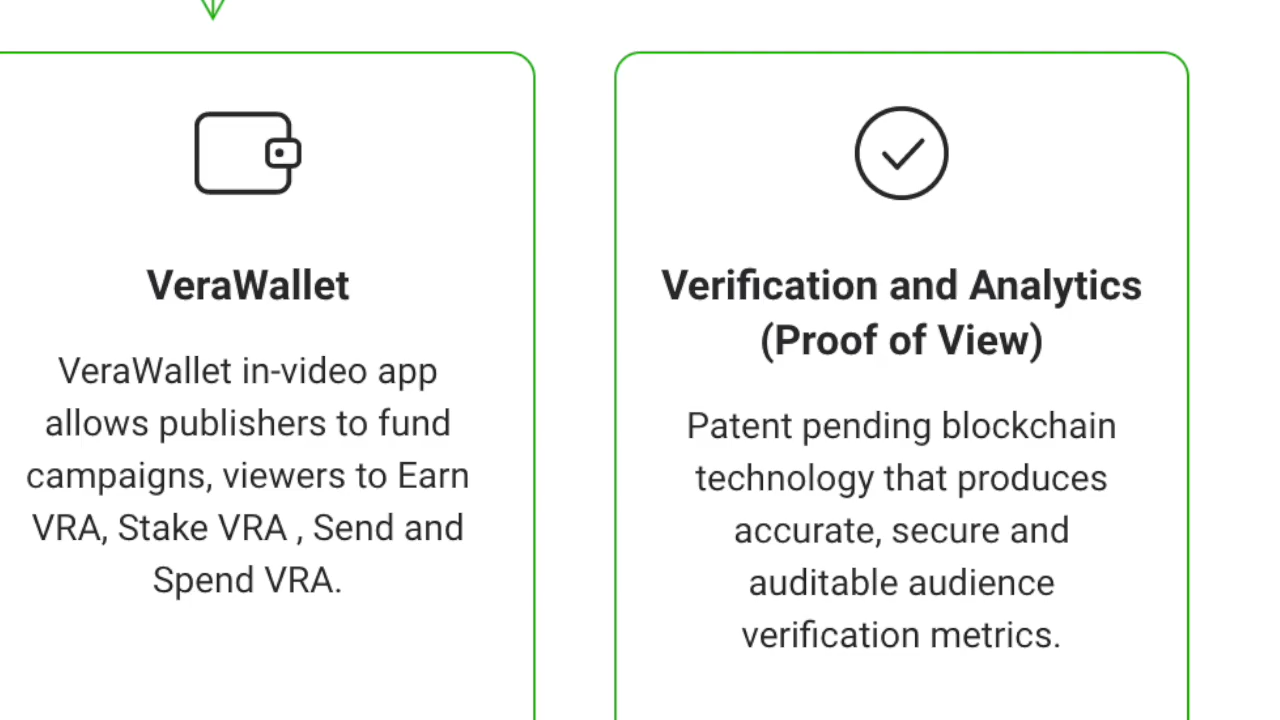 VeraWallet
VeraWallet in-video app
allows publishers to fund
campaigns, viewers to Earn
VRA, Stake VRA , Send and
Spend VRA.
Verification and Analytics
(Proof of View)
Patent pending blockchain
technology that produces
accurate, secure and
auditable audience
verification metrics.